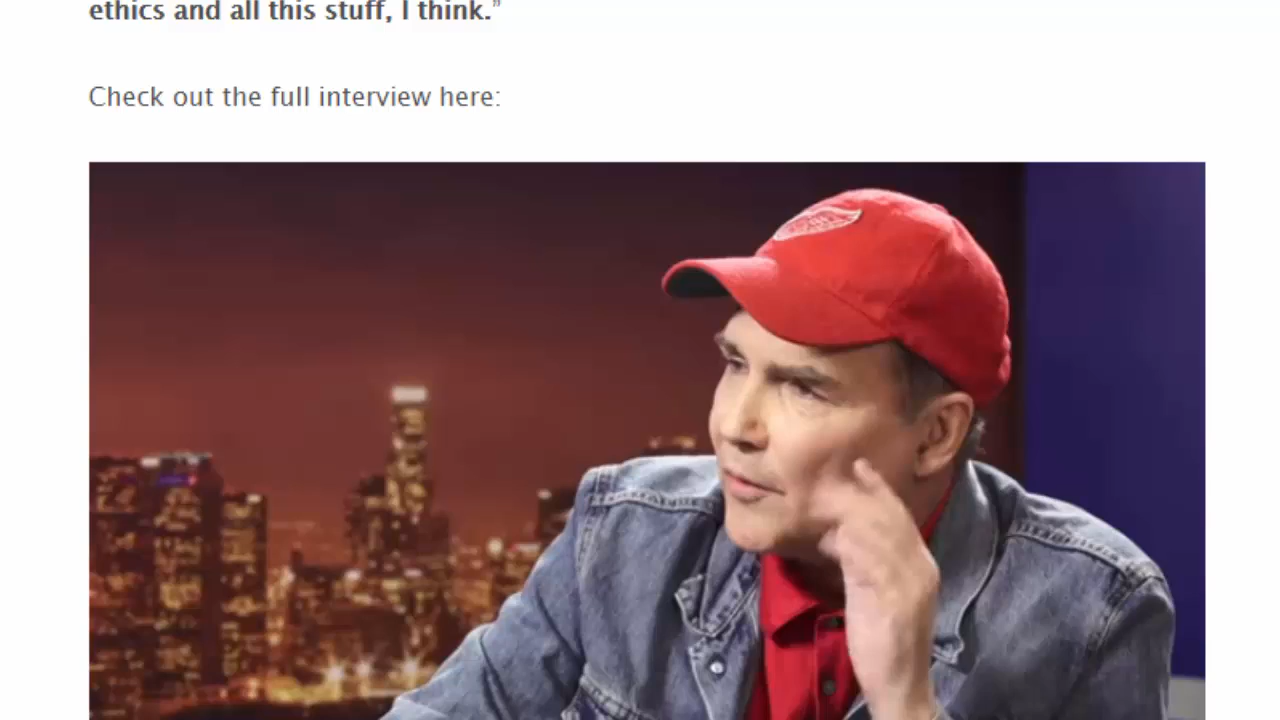 ethics and all this stuff, I think.”
Check out the full interview here: